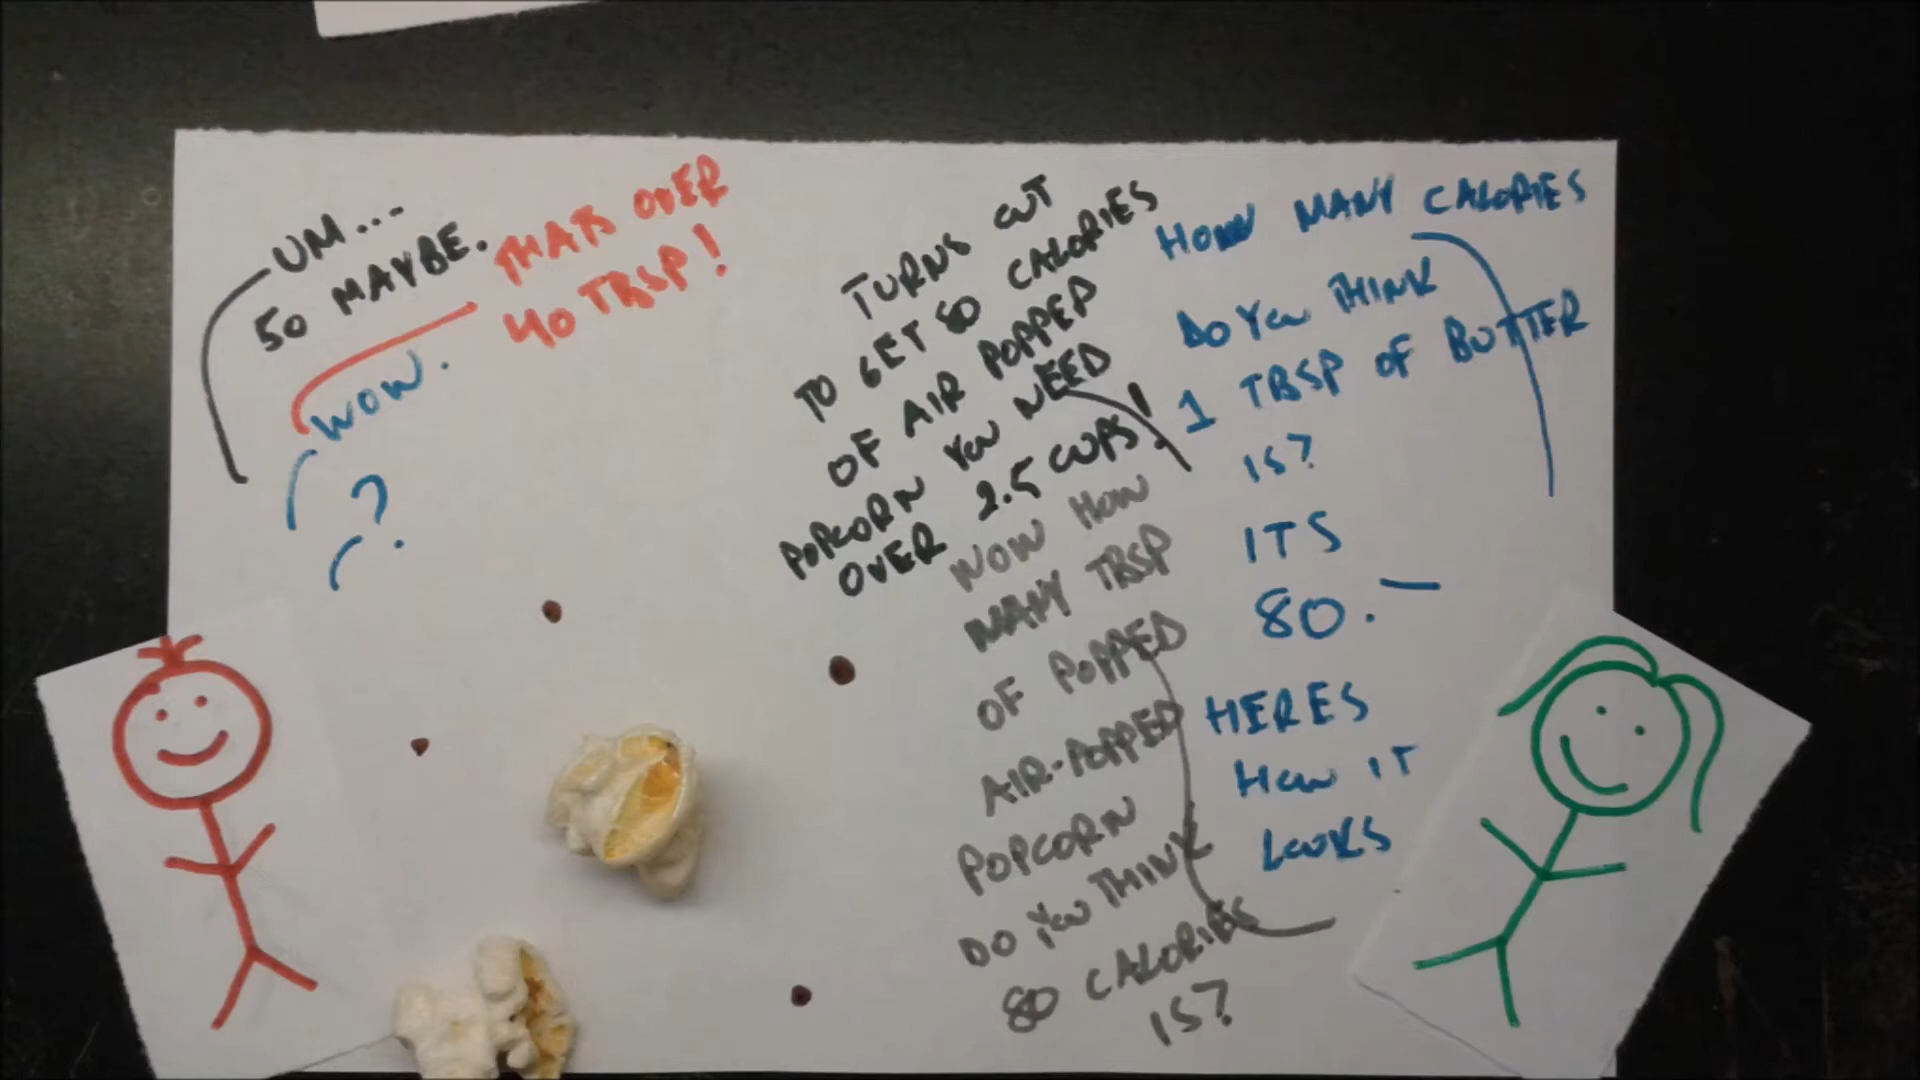 UM...
50 MAYBE.
THATS OVER
40 TBSP!
WOW.
?
TURNS OUT
TO GET 80 CALORIES
OF AIR POPPED
POPCORN YOU NEED
OVER 2.5 CUPS!
NOW HOW
MANY TBSP
OF POPPED
AIR-POPPED
POPCORN
DO YOU THINK
80 CALORIES
IS?
HOW MANY CALORIES
DO YOU THINK
1 TBSP OF BUTTER
IS?
ITS
80.
HERES
HOW IT
LOOKS